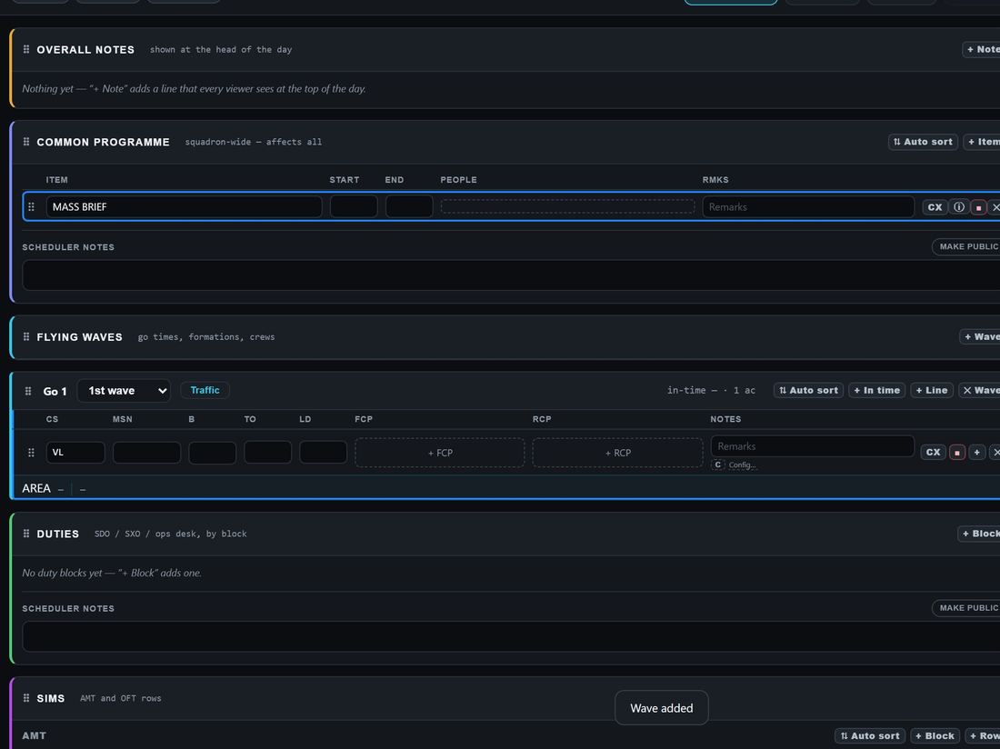 OVERALL NOTES shown at the head of the day + Note
Nothing yet — "+ Note" adds a line that every viewer sees at the top of the day.
COMMON PROGRAMME squadron-wide — affects all ⇅ Auto sort + Item
ITEM START END PEOPLE RMKS
MASS BRIEF Remarks CX ⓘ ■ ✕
SCHEDULER NOTES MAKE PUBLIC
FLYING WAVES go times, formations, crews + Wave
Go 1 1st wave Traffic in-time — · 1 ac ⇅ Auto sort + In time + Line ✕ Wave
CS MSN B TO LD FCP RCP NOTES
VL + FCP + RCP Remarks CX ■ + ✕
C Config…
AREA – –
DUTIES SDO / SXO / ops desk, by block + Block
No duty blocks yet — "+ Block" adds one.
SCHEDULER NOTES MAKE PUBLIC
SIMS AMT and OFT rows
Wave added
AMT ⇅ Auto sort + Block + Row